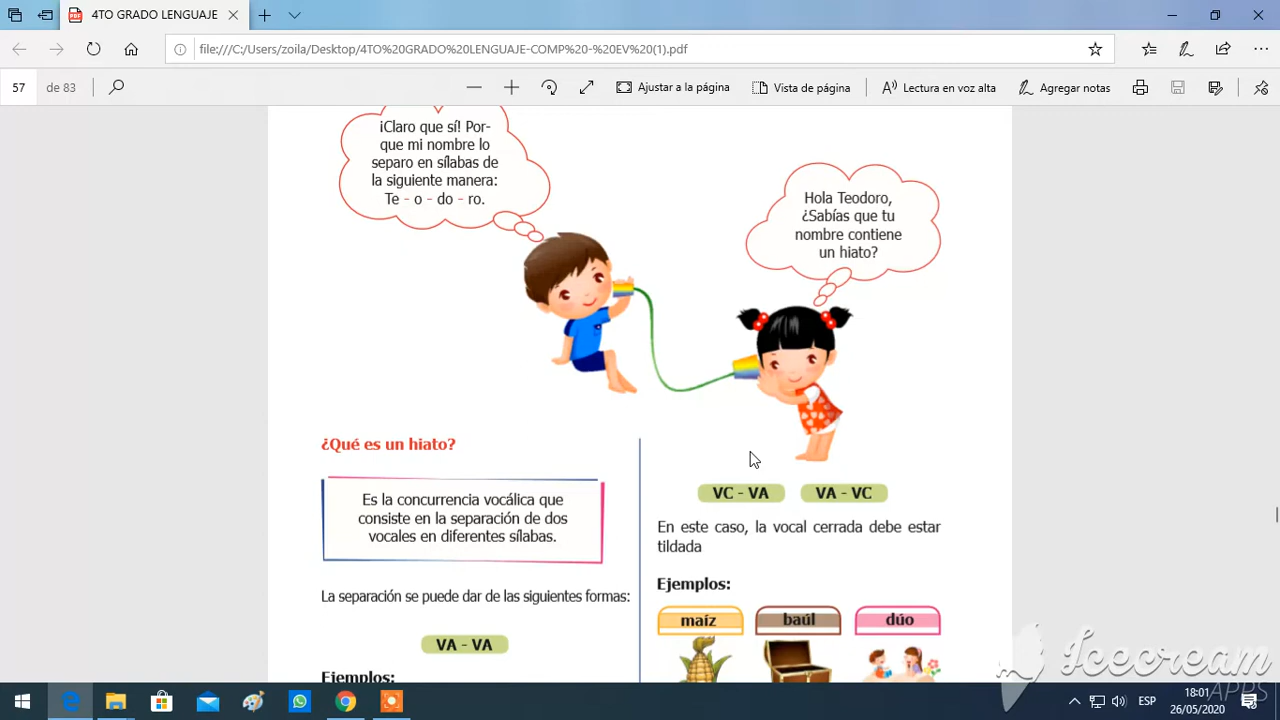 4TO GRADO LENGUAJE
file:///C:/Users/zoila/Desktop/4TO%20GRADO%20LENGUAJE-COMP%20-%20EV%20(1).pdf
57 de 83
Ajustar a la página
Vista de página
Lectura en voz alta
Agregar notas
¡Claro que sí! Por-
que mi nombre lo
separo en sílabas de
la siguiente manera:
Te - o - do - ro.
Hola Teodoro,
¿Sabías que tu
nombre contiene
un hiato?
¿Qué es un hiato?
Es la concurrencia vocálica que
consiste en la separación de dos
vocales en diferentes sílabas.
La separación se puede dar de las siguientes formas:
VA - VA
Ejemplos:
VC - VA
VA - VC
En este caso, la vocal cerrada debe estar
tildada
Ejemplos:
maíz
baúl
dúo
Icecream
APPS
ESP
18:01
26/05/2020